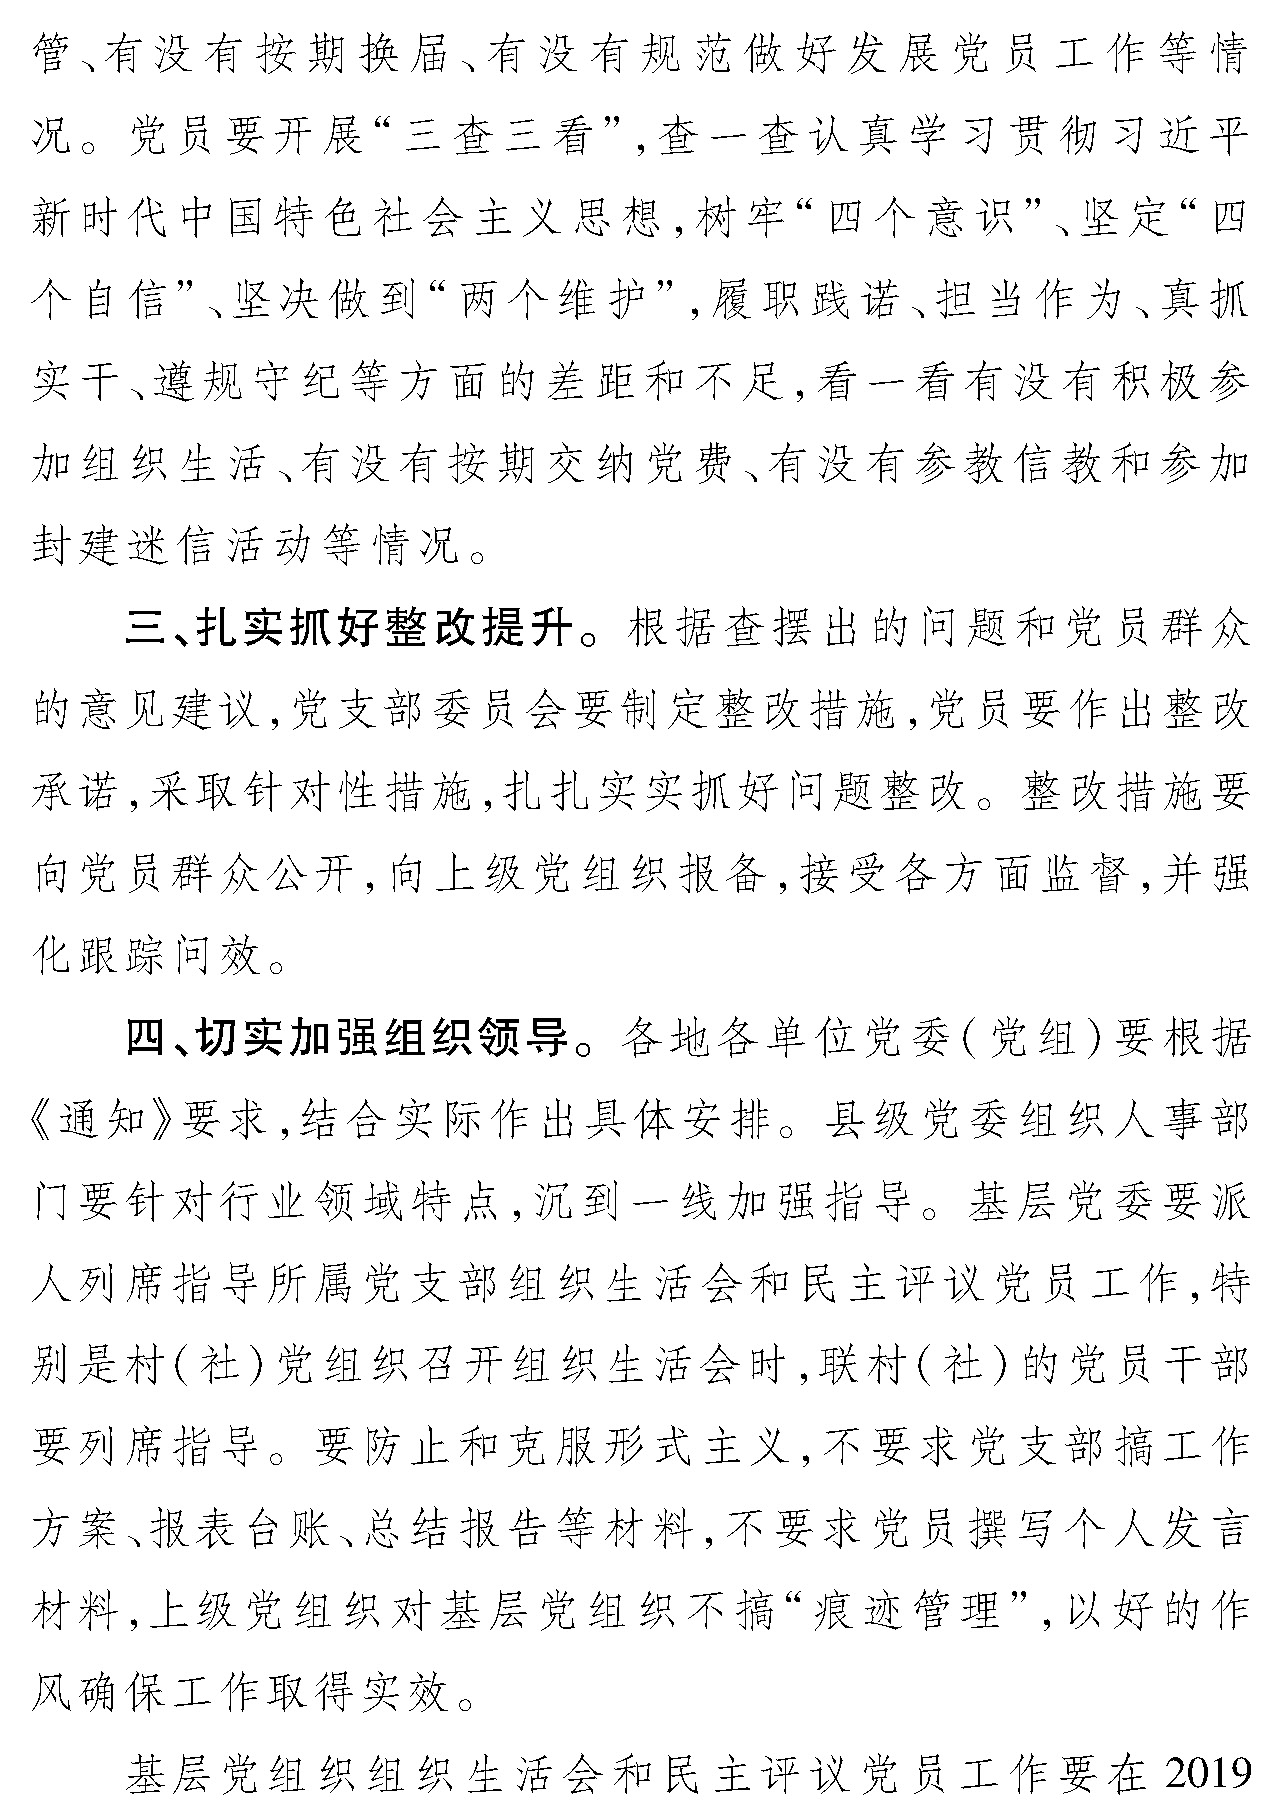 管、有没有按期换届、有没有规范做好发展党员工作等情
况。党员要开展“三查三看”,查一查认真学习贯彻习近平
新时代中国特色社会主义思想,树牢“四个意识”、坚定“四
个自信”、坚决做到“两个维护”,履职践诺、担当作为、真抓
实干、遵规守纪等方面的差距和不足,看一看有没有积极参
加组织生活、有没有按期交纳党费、有没有参教信教和参加
封建迷信活动等情况。
三、扎实抓好整改提升。根据查摆出的问题和党员群众
的意见建议,党支部委员会要制定整改措施,党员要作出整改
承诺,采取针对性措施,扎扎实实抓好问题整改。整改措施要
向党员群众公开,向上级党组织报备,接受各方面监督,并强
化跟踪问效。
四、切实加强组织领导。各地各单位党委(党组)要根据
《通知》要求,结合实际作出具体安排。县级党委组织人事部
门要针对行业领域特点,沉到一线加强指导。基层党委要派
人列席指导所属党支部组织生活会和民主评议党员工作,特
别是村(社)党组织召开组织生活会时,联村(社)的党员干部
要列席指导。要防止和克服形式主义,不要求党支部搞工作
方案、报表台账、总结报告等材料,不要求党员撰写个人发言
材料,上级党组织对基层党组织不搞“痕迹管理”,以好的作
风确保工作取得实效。
基层党组织组织生活会和民主评议党员工作要在2019